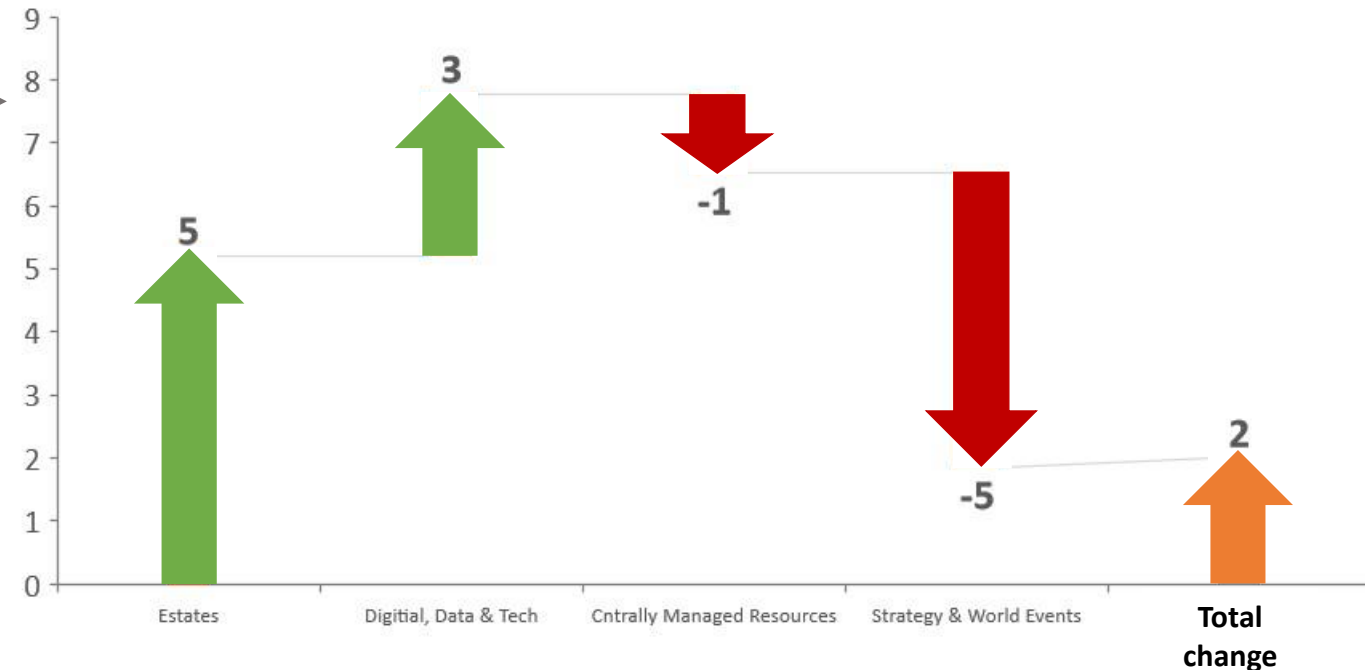 9
8
7
6
5
4
3
2
1
0
5
3
-1
-5
2
Estates
Digitial, Data & Tech
Cntrally Managed Resources
Strategy & World Events
Total
change